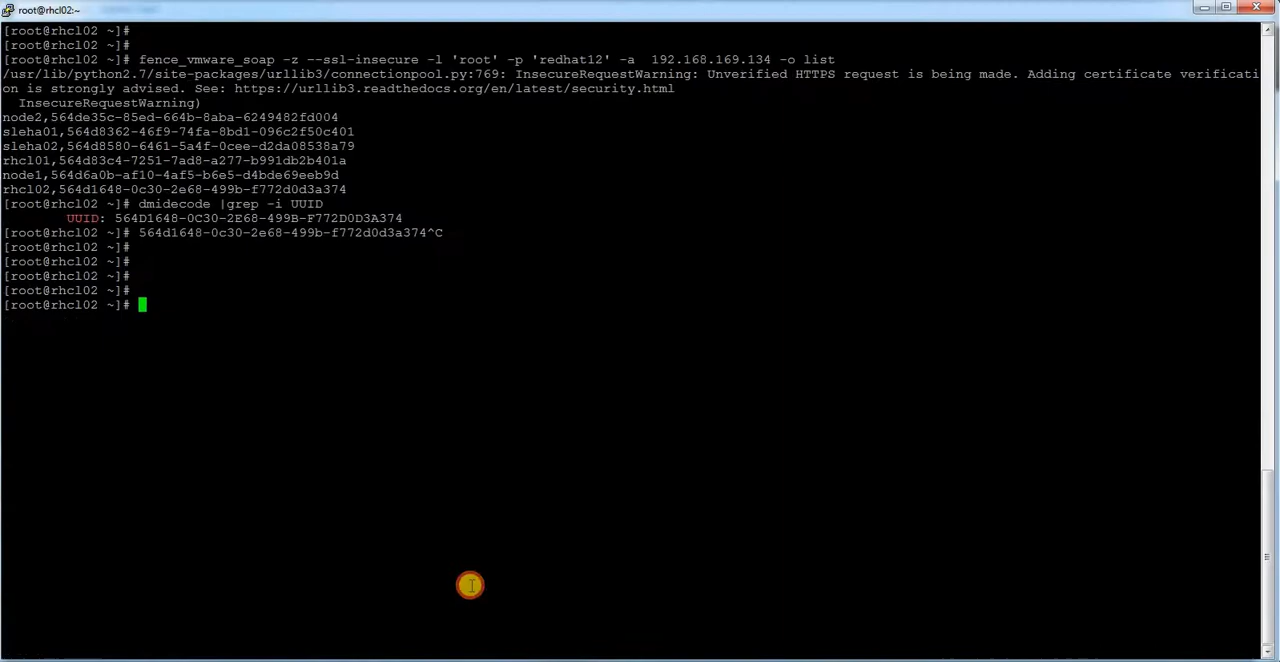 root@rhcl02:~
[root@rhcl02 ~]#
[root@rhcl02 ~]#
[root@rhcl02 ~]# fence_vmware_soap -z --ssl-insecure -l 'root' -p 'redhat12' -a  192.168.169.134 -o list
/usr/lib/python2.7/site-packages/urllib3/connectionpool.py:769: InsecureRequestWarning: Unverified HTTPS request is being made. Adding certificate verificati
on is strongly advised. See: https://urllib3.readthedocs.org/en/latest/security.html
  InsecureRequestWarning)
node2,564de35c-85ed-664b-8aba-6249482fd004
sleha01,564d8362-46f9-74fa-8bd1-096c2f50c401
sleha02,564d8580-6461-5a4f-0cee-d2da08538a79
rhcl01,564d83c4-7251-7ad8-a277-b991db2b401a
node1,564d6a0b-af10-4af5-b6e5-d4bde69eeb9d
rhcl02,564d1648-0c30-2e68-499b-f772d0d3a374
[root@rhcl02 ~]# dmidecode |grep -i UUID
        UUID: 564D1648-0C30-2E68-499B-F772D0D3A374
[root@rhcl02 ~]# 564d1648-0c30-2e68-499b-f772d0d3a374^C
[root@rhcl02 ~]#
[root@rhcl02 ~]#
[root@rhcl02 ~]#
[root@rhcl02 ~]#
[root@rhcl02 ~]#